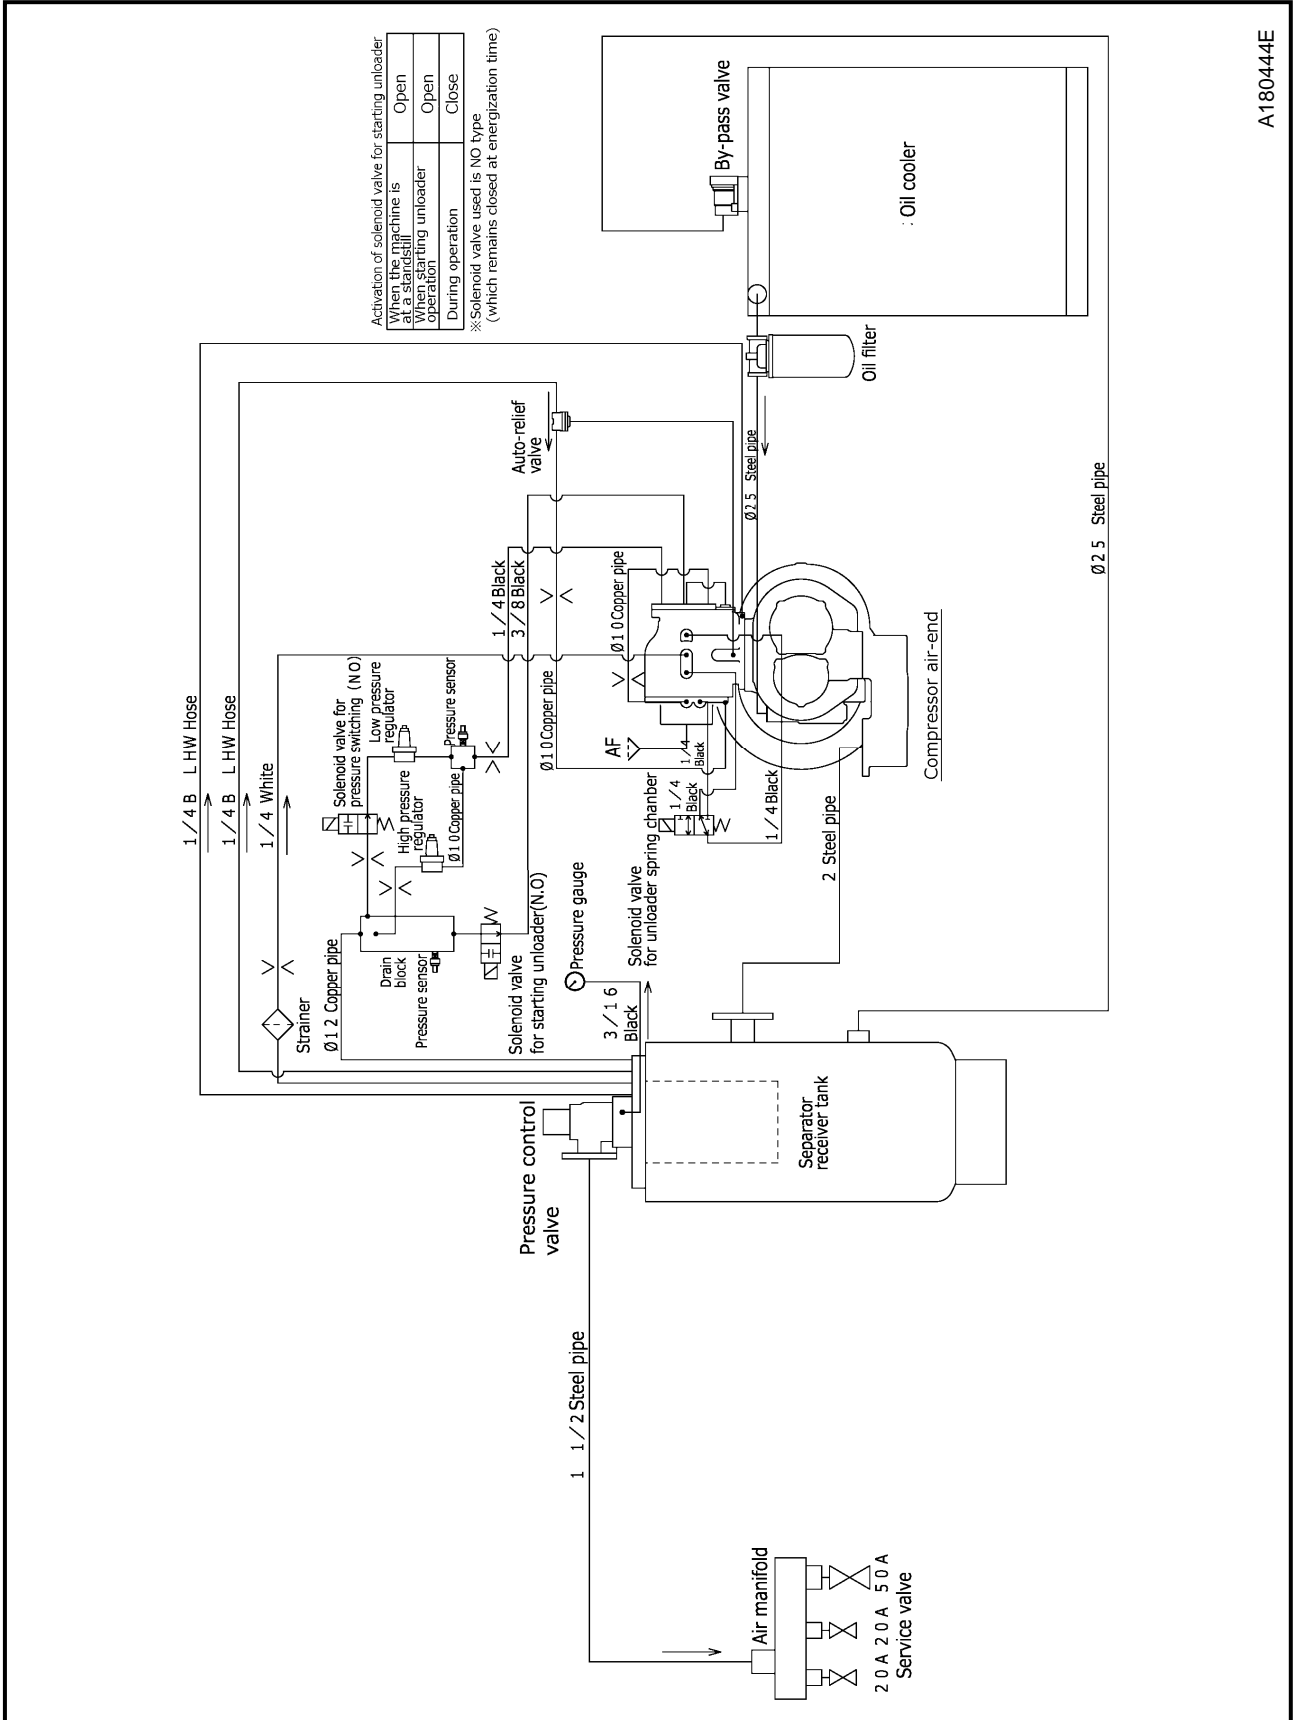 A180444E
Activation of solenoid valve for starting unloader
When the machine is
at a standstill
Open
When starting unloader
operation
Open
During operation
Close
※Solenoid valve used is NO type
(which remains closed at energization time)
1/4 B L HW Hose
1/4 B L HW Hose
1/4 White
Strainer
Ø12 Copper pipe
Solenoid valve for
pressure switching (NO)
Low pressure
regulator
High pressure
regulator
Pressure sensor
Ø10 Copper pipe
Drain
block
Pressure sensor
Solenoid valve
for starting unloader(N.O)
1/4 Black
3/8 Black
Auto-relief
valve
Ø10 Copper pipe
Ø10 Copper pipe
AF
1/4
Black
1/4
Black
1/4 Black
Solenoid valve
for unloader spring chamber
Pressure gauge
3/16
Black
Pressure control
valve
Separator
receiver tank
2 Steel pipe
Compressor air-end
Ø25 Steel pipe
Ø25 Steel pipe
Oil filter
By-pass valve
: Oil cooler
1 1/2 Steel pipe
Air manifold
20A 20A 50A
Service valve